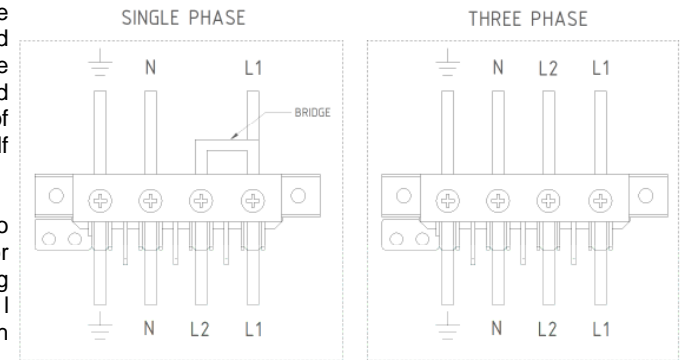 SINGLE PHASE
N L1
BRIDGE
N L2 L1
THREE PHASE
N L2 L1
N L2 L1